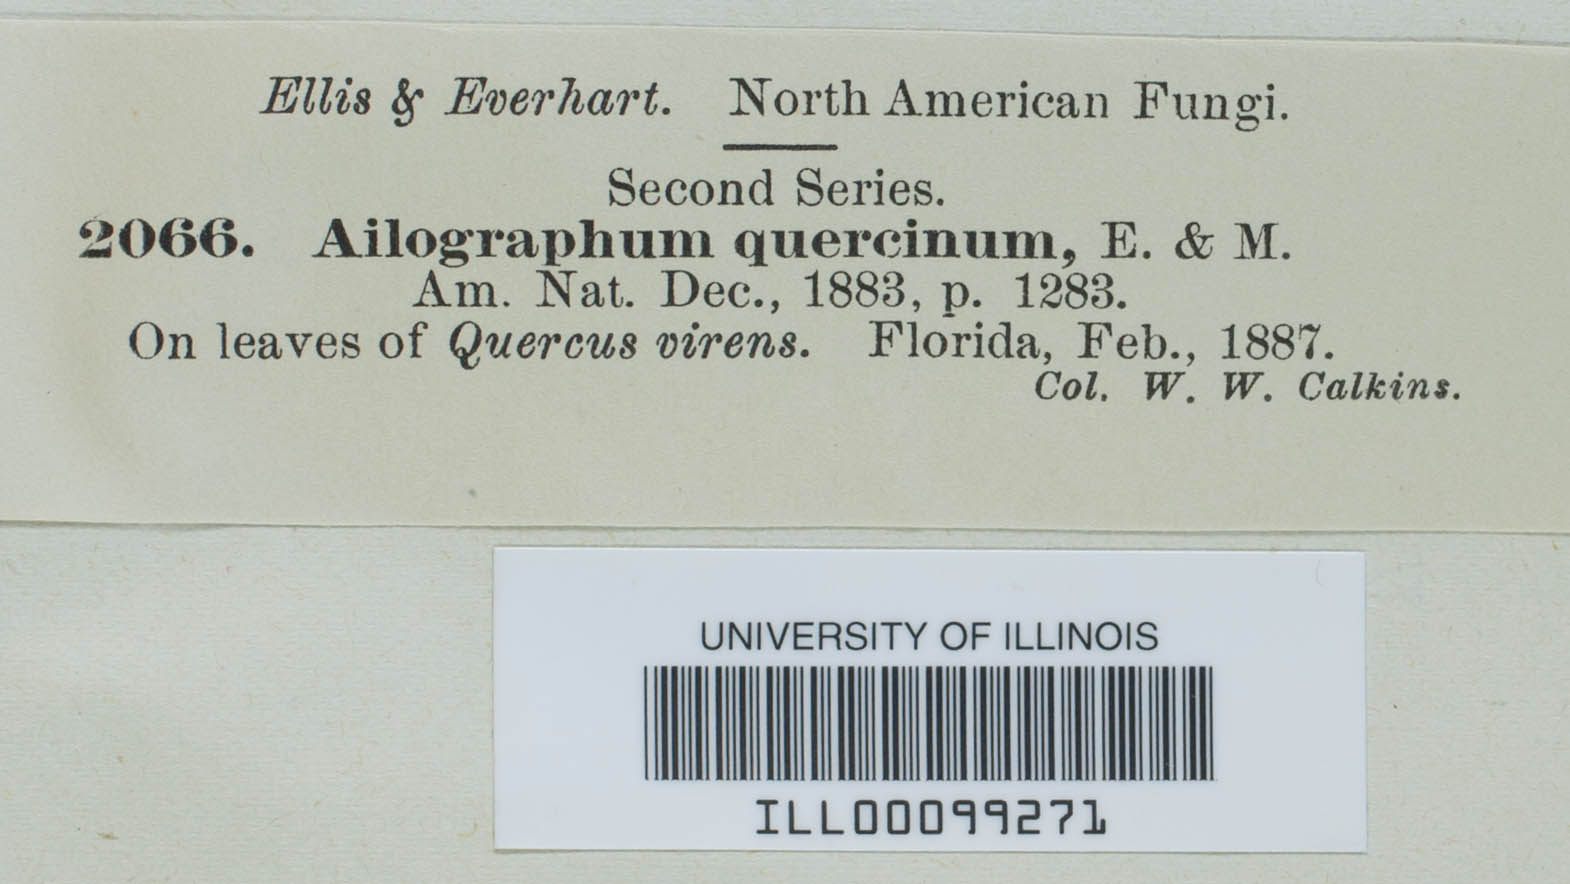 Ellis & Everhart. North American Fungi.
Second Series.
2066. Ailographum quercinum, E. & M.
Am. Nat. Dec., 1883, p. 1283.
On leaves of Quercus virens. Florida, Feb., 1887.
Col. W. W. Calkins.
UNIVERSITY OF ILLINOIS
ILL00099271